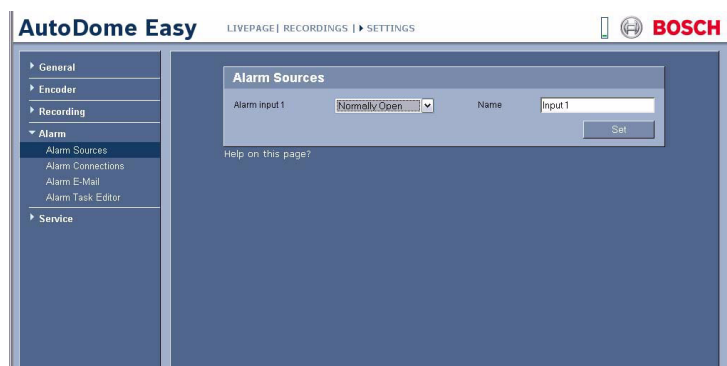 AutoDome Easy
LIVEPAGE| RECORDINGS | SETTINGS
BOSCH
General
Encoder
Recording
Alarm
Alarm Sources
Alarm Connections
Alarm E-Mail
Alarm Task Editor
Service
Alarm Sources
Alarm input 1 Normally Open Name Input 1
Set
Help on this page?